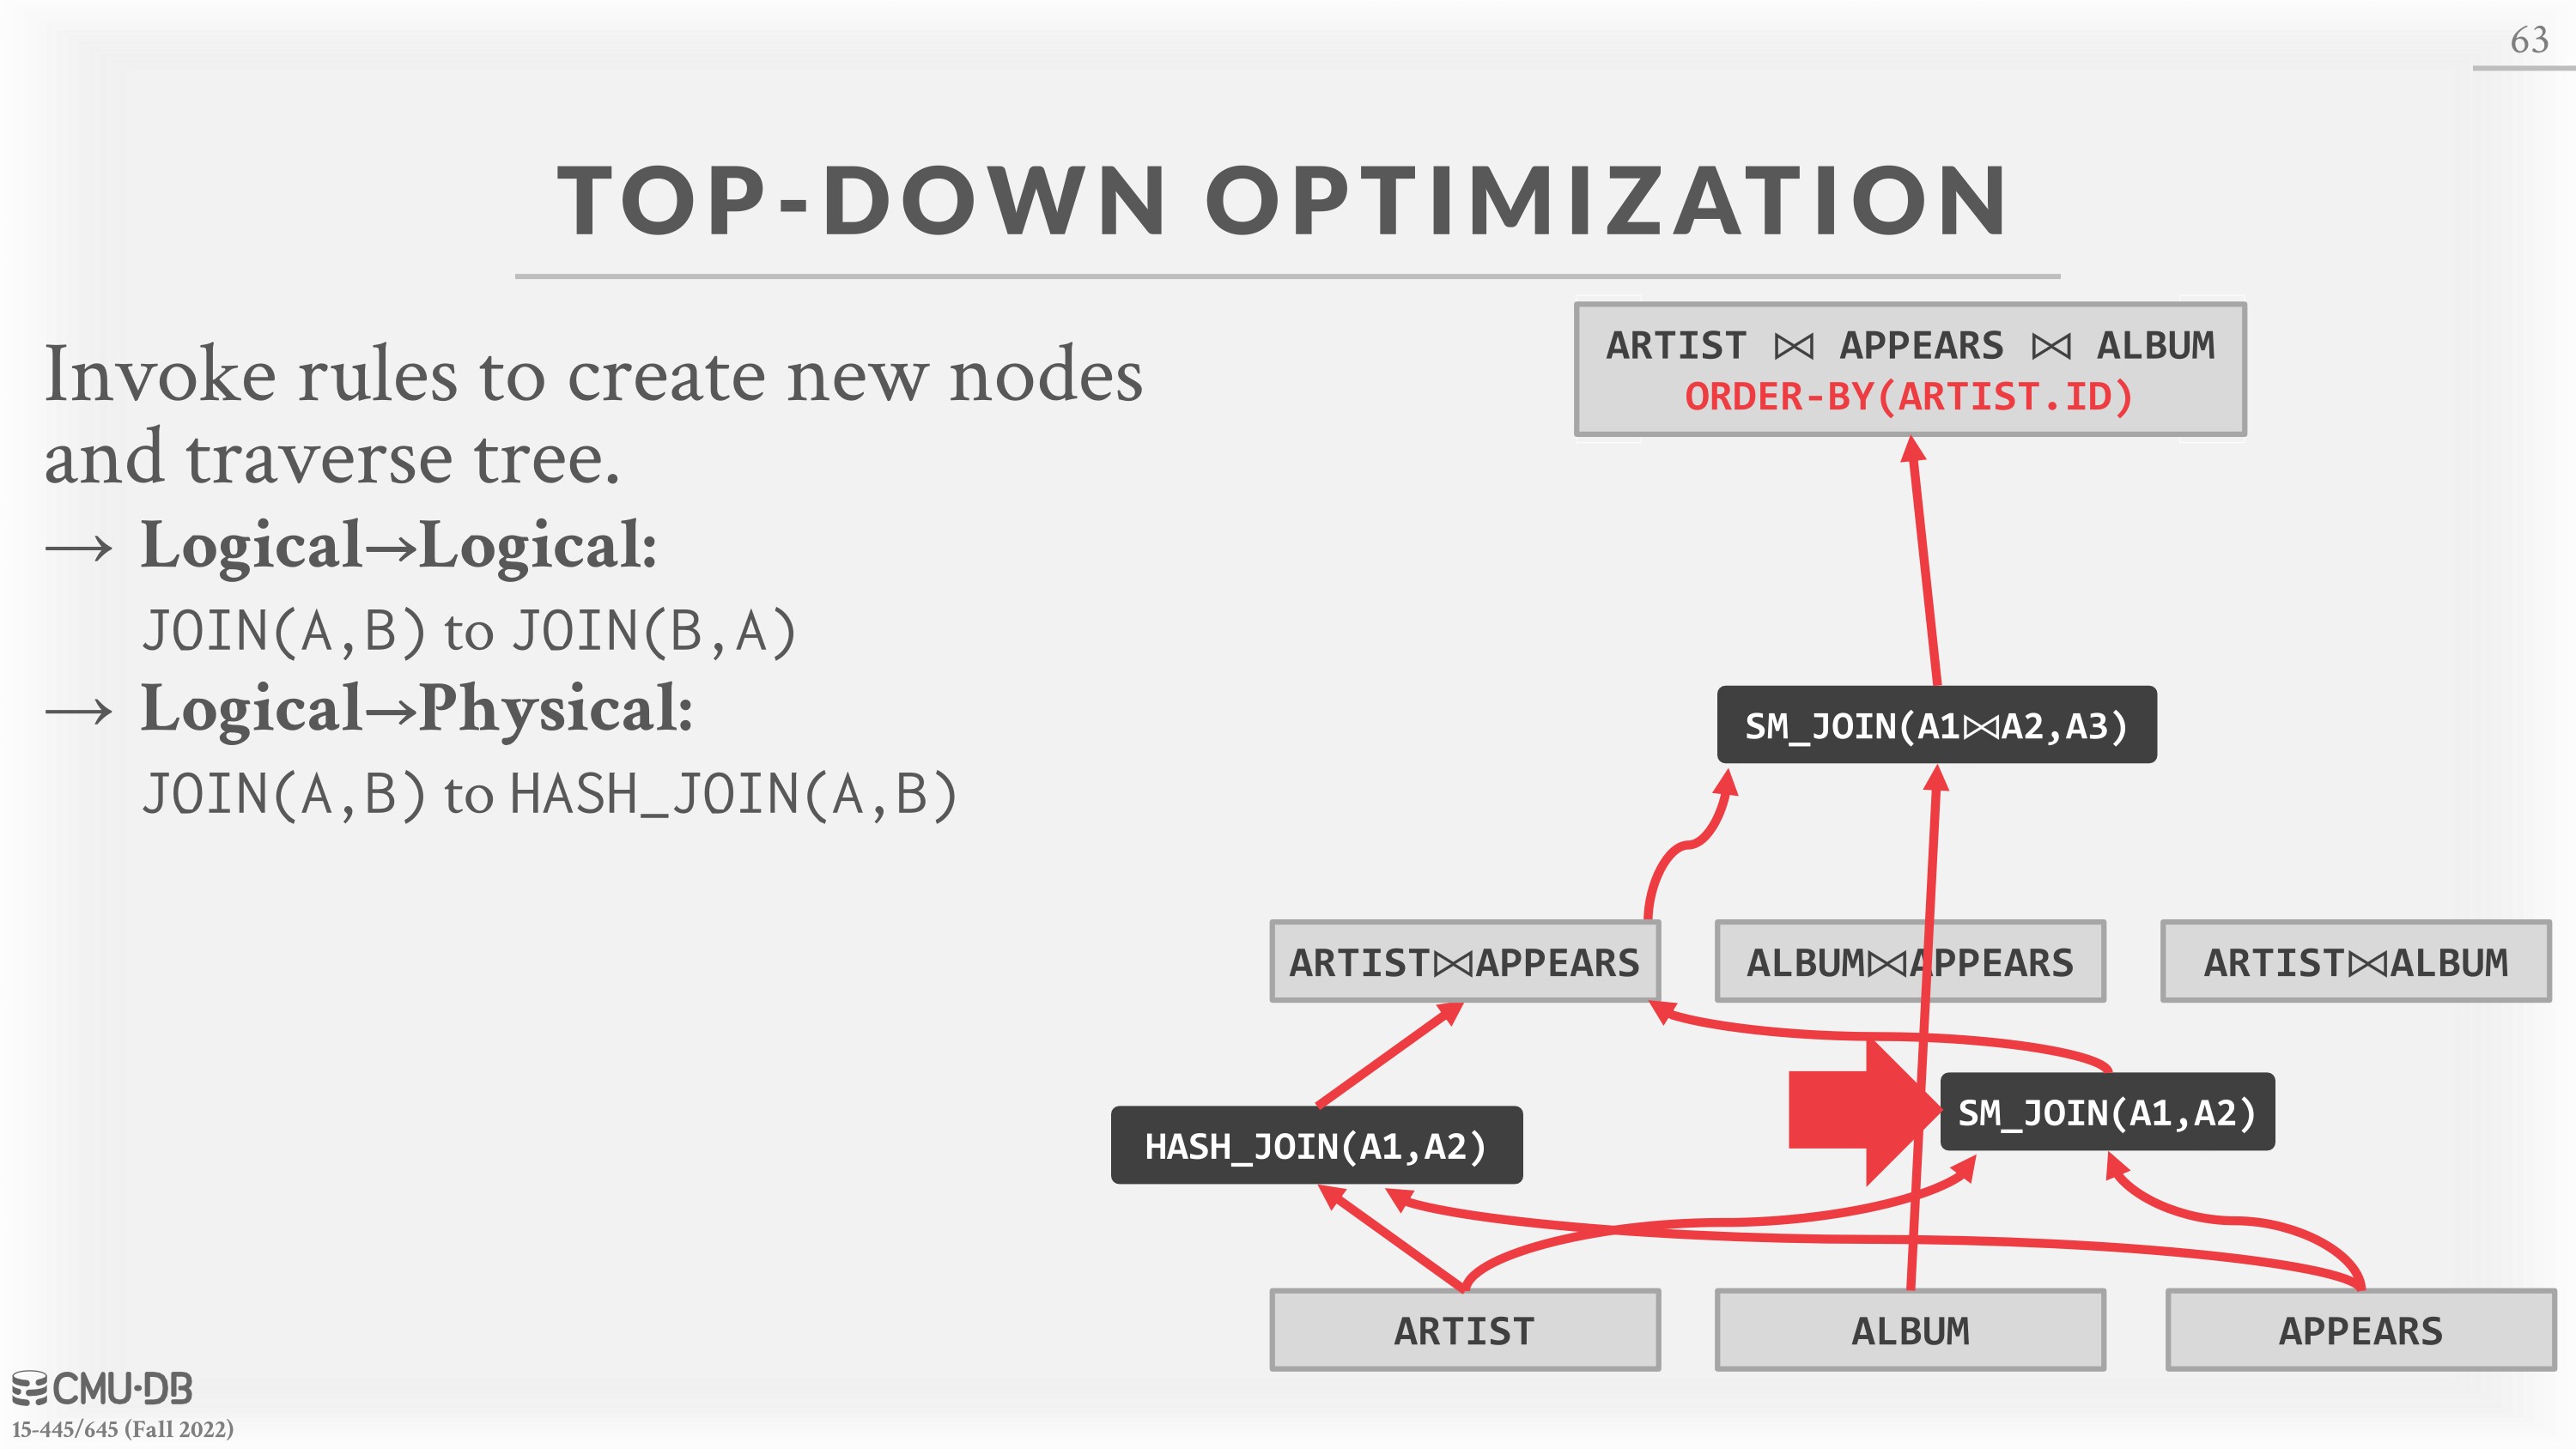 63
TOP-DOWN OPTIMIZATION
Invoke rules to create new nodes
and traverse tree.
→ Logical→Logical:
JOIN(A,B) to JOIN(B,A)
→ Logical→Physical:
JOIN(A,B) to HASH_JOIN(A,B)
ARTIST ⋈ APPEARS ⋈ ALBUM
ORDER-BY(ARTIST.ID)
SM_JOIN(A1⋈A2,A3)
ARTIST⋈APPEARS
ALBUM⋈APPEARS
ARTIST⋈ALBUM
HASH_JOIN(A1,A2)
SM_JOIN(A1,A2)
ARTIST
ALBUM
APPEARS
CMU·DB
15-445/645 (Fall 2022)